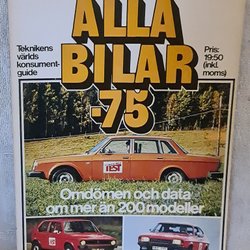 ALLA
BILAR
-75
Teknikens
världs
konsument-
guide
Pris:
19:50
(inkl.
moms)
TEST
Omdömen och data
om mer än 200 modeller